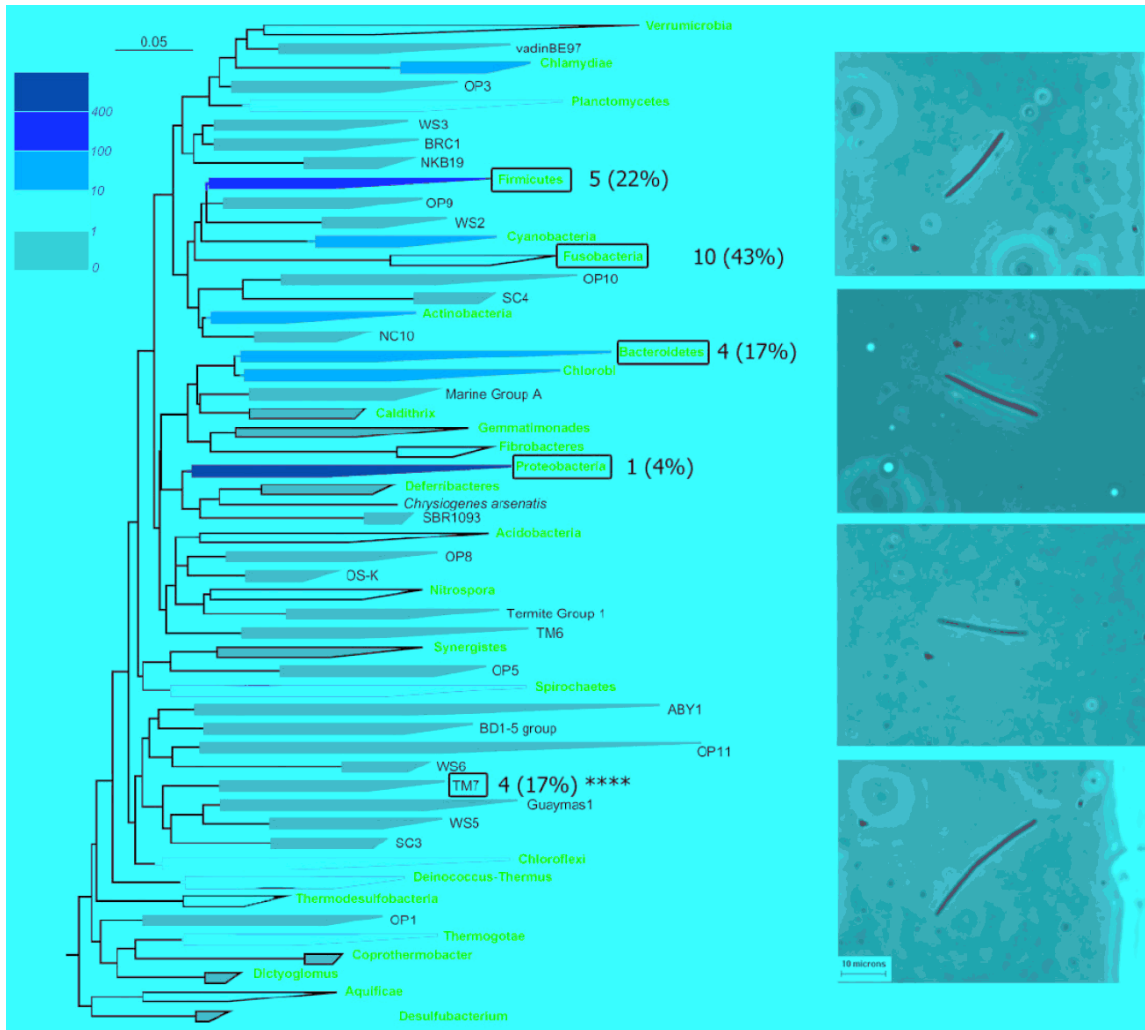 Verrumicrobia
0.05
vadinBE97
Chlamydiae
OP3
Planctomycetes
400
WS3
100
BRC1
NKB19
10
Firmicutes 5 (22%)
OP9
WS2
1
Cyanobacteria
0
Fusobacteria 10 (43%)
OP10
SC4
Actinobacteria
NC10
Bacteroidetes 4 (17%)
Chlorobi
Marine Group A
Caldithrix
Gemmatimonades
Fibrobacteres
Proteobacteria 1 (4%)
Deferribacteres
Chrysiogenes arsenatis
SBR1093
Acidobacteria
OP8
OS-K
Nitrospora
Termite Group 1
TM6
Synergistes
OP5
Spirochaetes
ABY1
BD1-5 group
OP11
WS6
TM7 4 (17%) ****
Guaymas1
WS5
SC3
Chloroflexi
Deinococcus-Thermus
Thermodesulfobacteria
OP1
Thermogotae
Coprothermobacter
10 microns
Dictyoglomus
Aquificae
Desulfubacterium